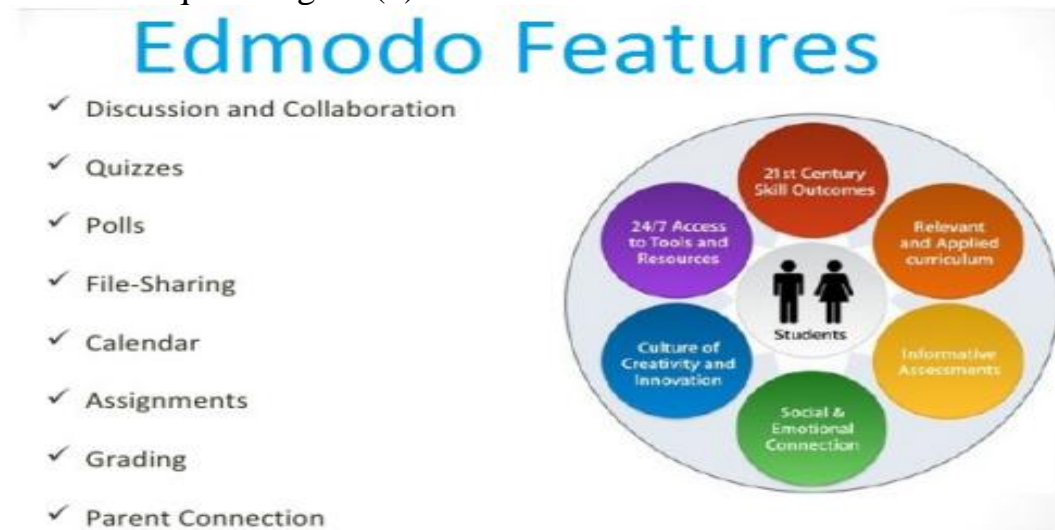 Edmodo Features
✓ Discussion and Collaboration
✓ Quizzes
✓ Polls
✓ File-Sharing
✓ Calendar
✓ Assignments
✓ Grading
✓ Parent Connection
21st Century
Skill Outcomes
Relevant
and Applied
curriculum
Informative
Assessments
Social &
Emotional
Connection
Culture of
Creativity and
Innovation
24/7 Access
to Tools and
Resources
Students